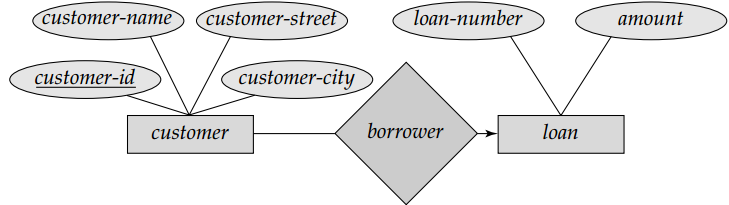 customer-name
customer-street
loan-number
amount
customer-id
customer-city
customer
borrower
loan